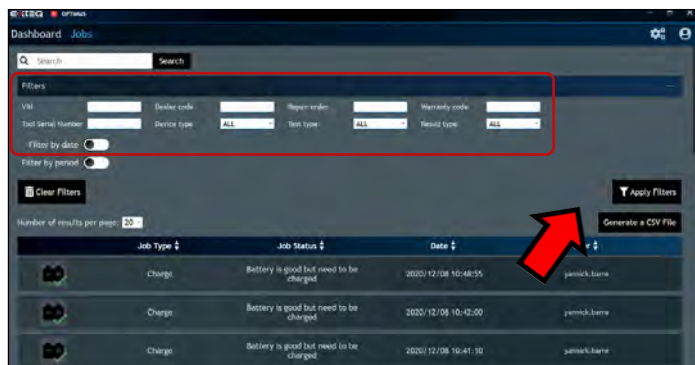 EXXTEQ OPTIMUS
Dashboard Jobs
Search Search
Filters
VIN Dealer code Repair order Warranty code
Tool Serial Number Device type ALL Test type ALL Result type ALL
Filter by date
Filter by period
Clear Filters Apply Filters
Number of results per page: 20 Generate a CSV File
Job Type Job Status Date
Charge Battery is good but need to be charged 2020/12/08 10:48:55 yannick.barre
Charge Battery is good but need to be charged 2020/12/08 10:42:00 yannick.barre
Charge Battery is good but need to be charged 2020/12/08 10:41:10 yannick.barre